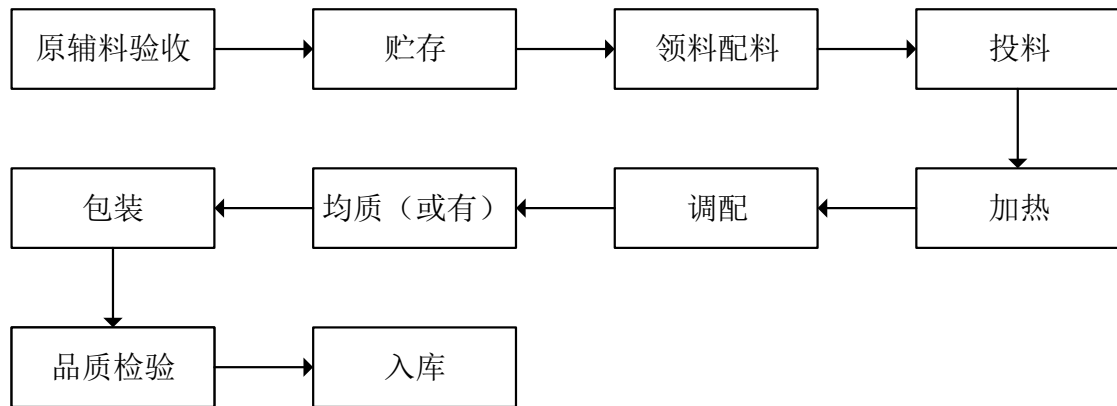 原辅料验收
贮存
领料配料
投料
加热
调配
均质（或有）
包装
品质检验
入库